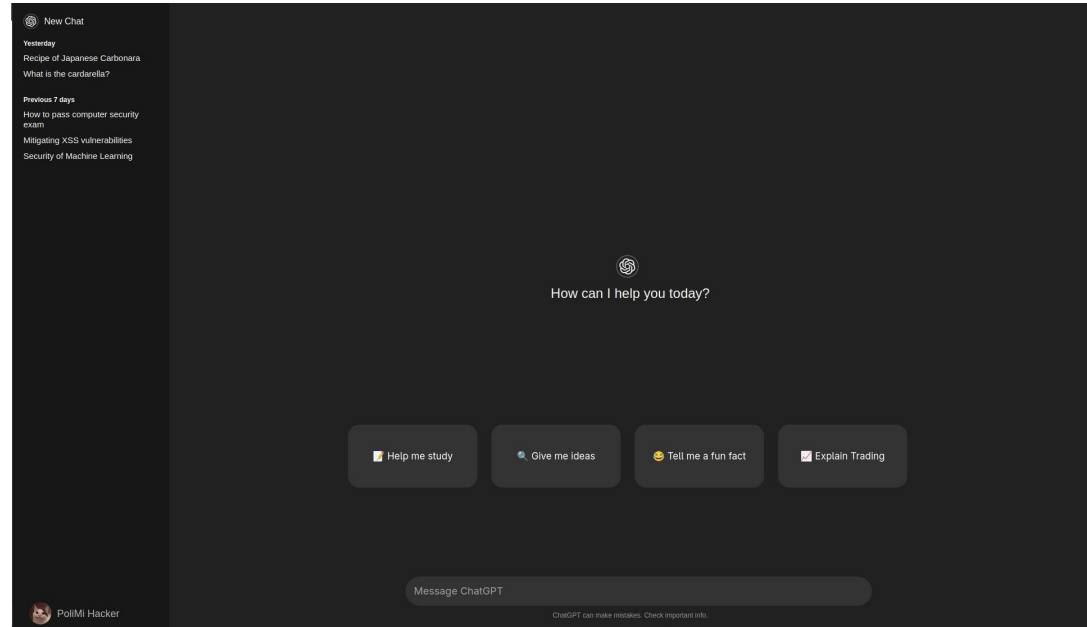 New Chat
Yesterday
Recipe of Japanese Carbonara
What is the cardarella?
Previous 7 days
How to pass computer security
exam
Mitigating XSS vulnerabilities
Security of Machine Learning
How can I help you today?
📝 Help me study
🔍 Give me ideas
😂 Tell me a fun fact
📈 Explain Trading
Message ChatGPT
ChatGPT can make mistakes. Check important info.
PoliMi Hacker